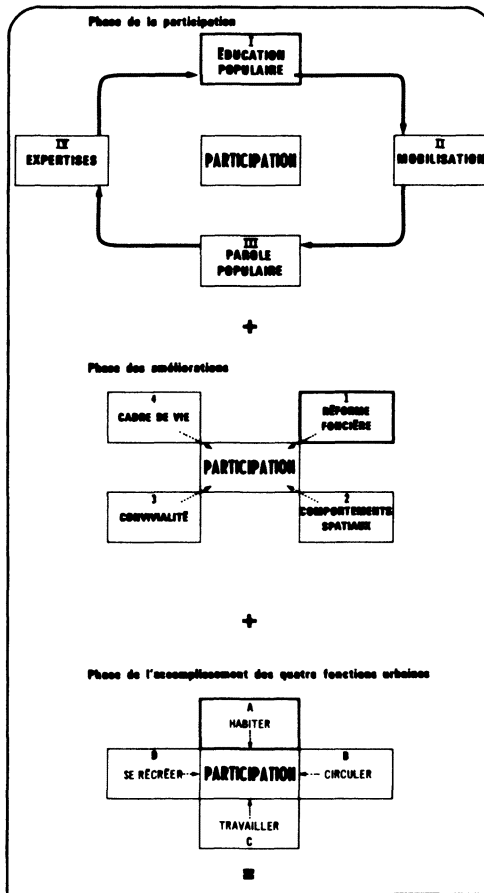 Phase de la participation
I
ÉDUCATION
POPULAIRE
IV
EXPERTISES
PARTICIPATION
II
MOBILISATION
III
PAROLE
POPULAIRE
+
Phase des améliorations
4
CADRE DE VIE
1
RÉFORME
FONCIÈRE
PARTICIPATION
3
CONVIVIALITÉ
2
COMPORTEMENTS
SPATIAUX
+
Phase de l'accomplissement des quatre fonctions urbaines
A
HABITER
D
SE RÉCRÉER
PARTICIPATION
B
CIRCULER
TRAVAILLER
C
=